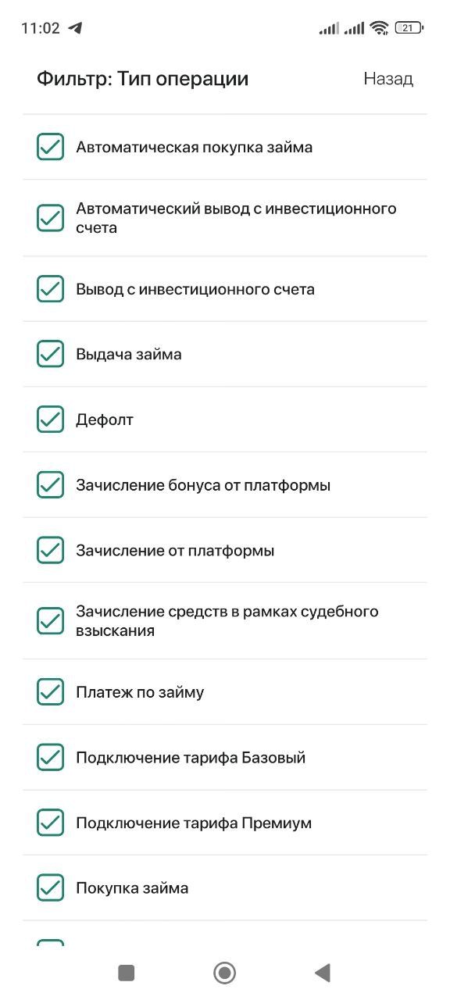 11:02
21
Фильтр: Тип операции
Назад
Автоматическая покупка займа
Автоматический вывод с инвестиционного
счета
Вывод с инвестиционного счета
Выдача займа
Дефолт
Зачисление бонуса от платформы
Зачисление от платформы
Зачисление средств в рамках судебного
взыскания
Платеж по займу
Подключение тарифа Базовый
Подключение тарифа Премиум
Покупка займа